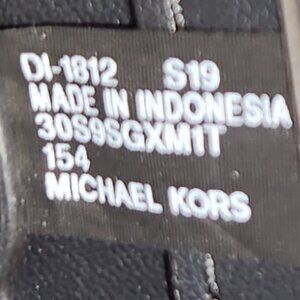 DI-1812 S19
MADE IN INDONESIA
30S9SGXM1T
154
MICHAEL KORS